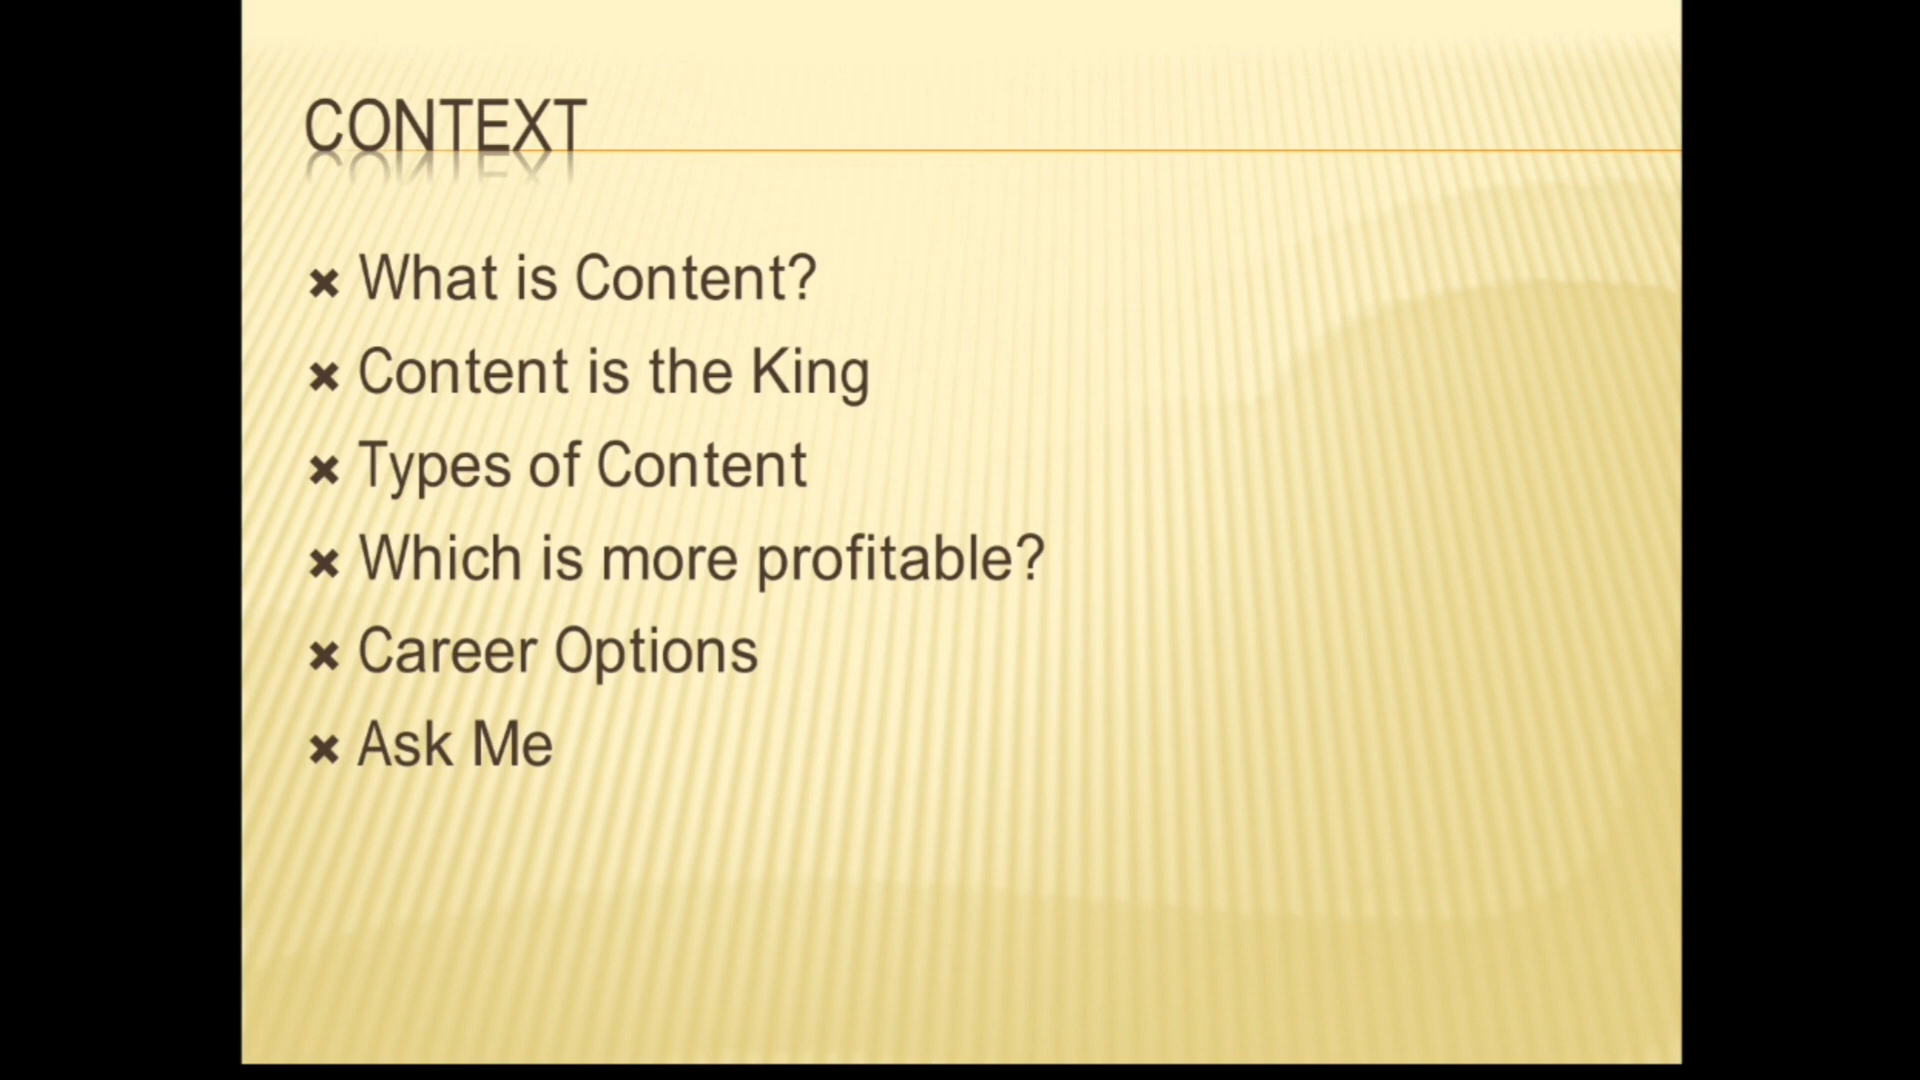 CONTEXT
What is Content?
Content is the King
Types of Content
Which is more profitable?
Career Options
Ask Me